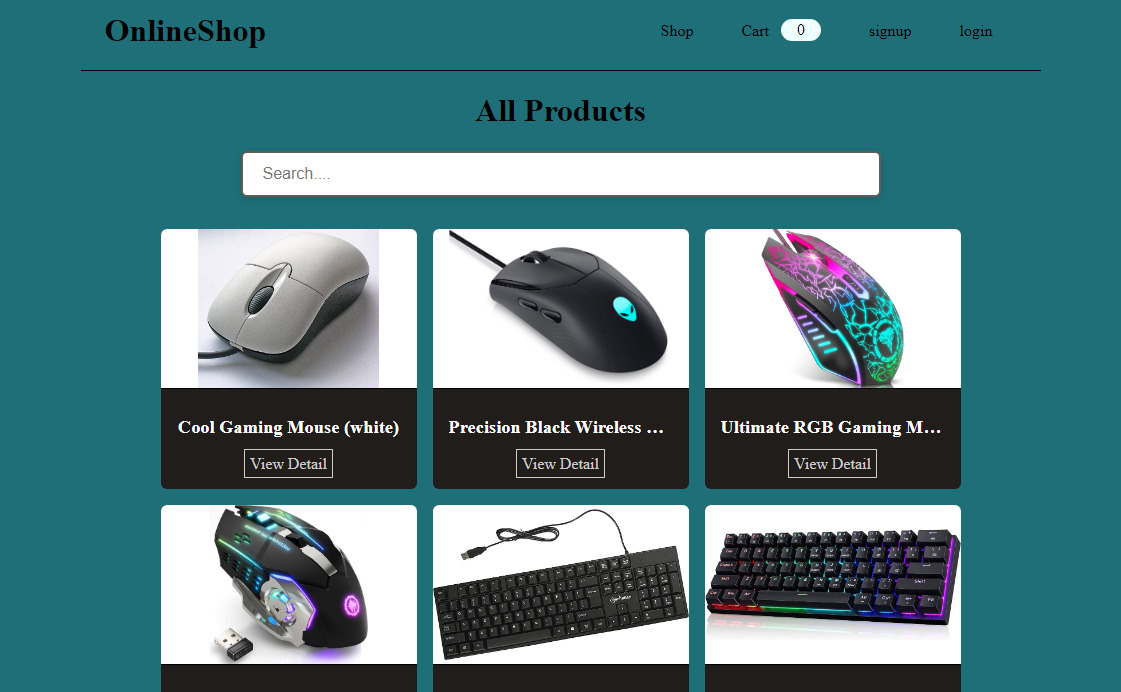 OnlineShop
Shop
Cart 0
signup
login
All Products
Search....
Cool Gaming Mouse (white)
Precision Black Wireless ...
Ultimate RGB Gaming M...
View Detail
View Detail
View Detail